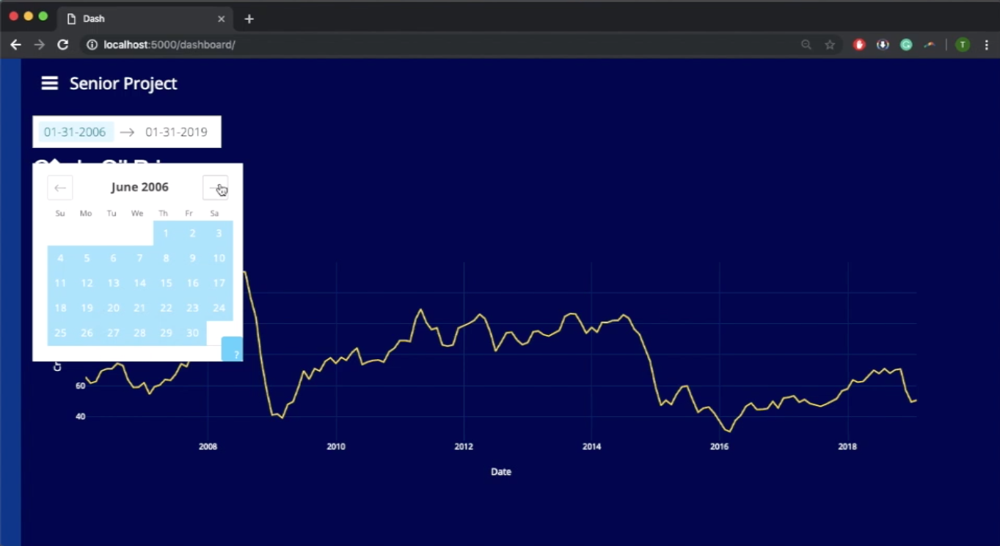 Dash
localhost:5000/dashboard/
T
Senior Project
01-31-2006 → 01-31-2019
June 2006
Su Mo Tu We Th Fr Sa
1 2 3
4 5 6 7 8 9 10
11 12 13 14 15 16 17
18 19 20 21 22 23 24
25 26 27 28 29 30
?
60
40
2008 2010 2012 2014 2016 2018
Date